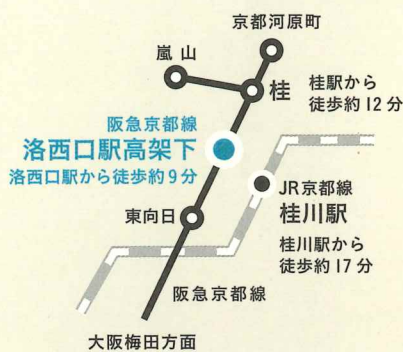 京都河原町
嵐山
桂
桂駅から
徒歩約12分
阪急京都線
洛西口駅高架下
洛西口駅から徒歩約9分
JR京都線
桂川駅
東向日
桂川駅から
徒歩約17分
阪急京都線
大阪梅田方面